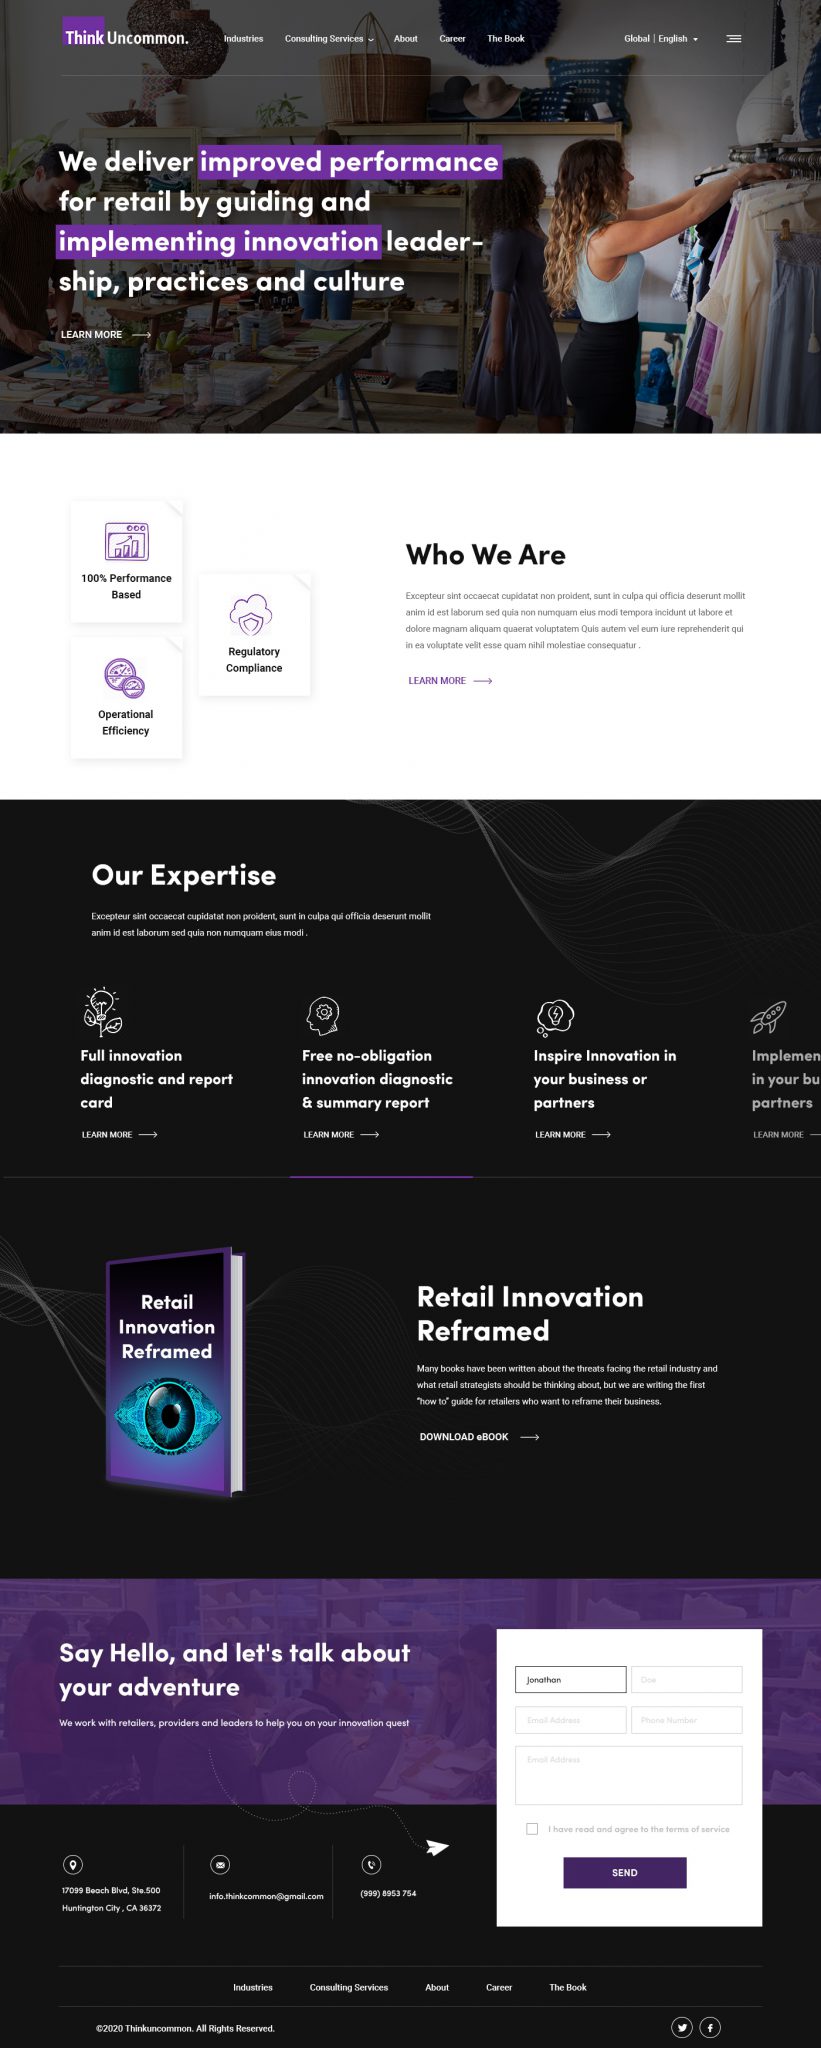 Think Uncommon.
Industries
Consulting Services
About
Career
The Book
Global | English
We deliver improved performance
for retail by guiding and
implementing innovation leader-
ship, practices and culture
LEARN MORE
100% Performance
Based
Regulatory
Compliance
Operational
Efficiency
Who We Are
Excepteur sint occaecat cupidatat non proident, sunt in culpa qui officia deserunt mollit
anim id est laborum sed quia non numquam eius modi tempora incidunt ut labore et
dolore magnam aliquam quaerat voluptatem Quis autem vel eum iure reprehenderit qui
in ea voluptate velit esse quam nihil molestiae consequatur .
LEARN MORE
Our Expertise
Excepteur sint occaecat cupidatat non proident, sunt in culpa qui officia deserunt mollit
anim id est laborum sed quia non numquam eius modi .
Full innovation
diagnostic and report
card
LEARN MORE
Free no-obligation
innovation diagnostic
& summary report
LEARN MORE
Inspire Innovation in
your business or
partners
LEARN MORE
Implemen
in your bu
partners
LEARN MORE
Retail
Innovation
Reframed
Retail Innovation
Reframed
Many books have been written about the threats facing the retail industry and
what retail strategists should be thinking about, but we are writing the first
"how to" guide for retailers who want to reframe their business.
DOWNLOAD eBOOK
Say Hello, and let's talk about
your adventure
We work with retailers, providers and leaders to help you on your innovation quest
Jonathan
Doe
Email Address
Phone Number
Email Address
I have read and agree to the terms of service
SEND
17099 Beach Blvd, Ste.500
Huntington City , CA 36372
info.thinkcommon@gmail.com
(999) 8953 754
Industries
Consulting Services
About
Career
The Book
©2020 Thinkuncommon. All Rights Reserved.